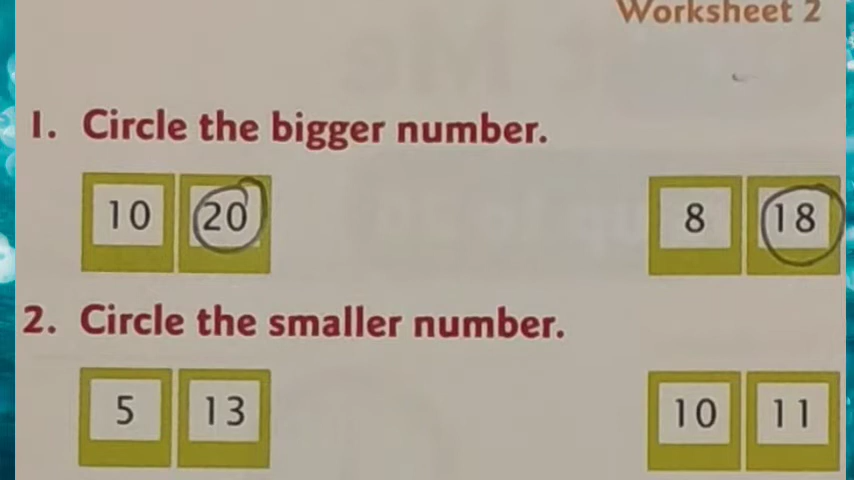 Worksheet 2
1. Circle the bigger number.
10 20 8 18
2. Circle the smaller number.
5 13 10 11